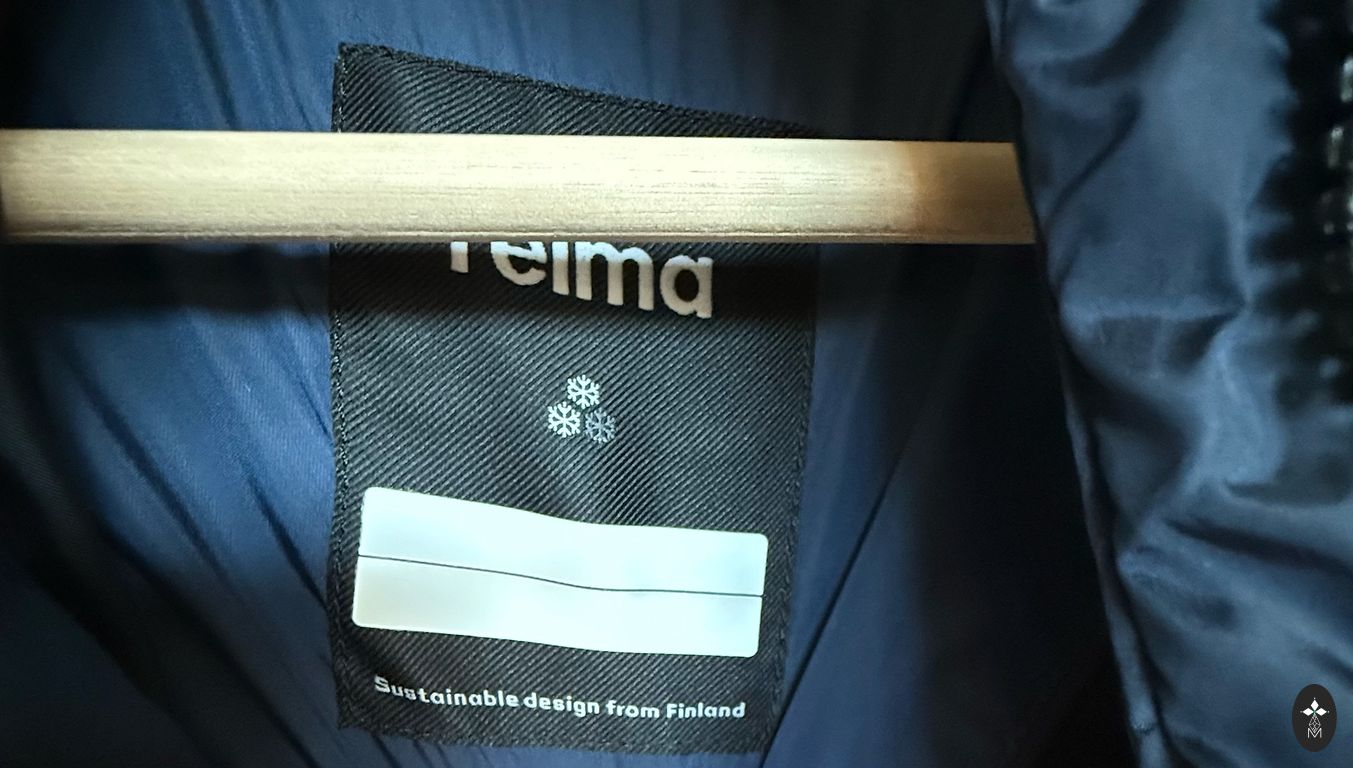 reima
Sustainable design from Finland
M